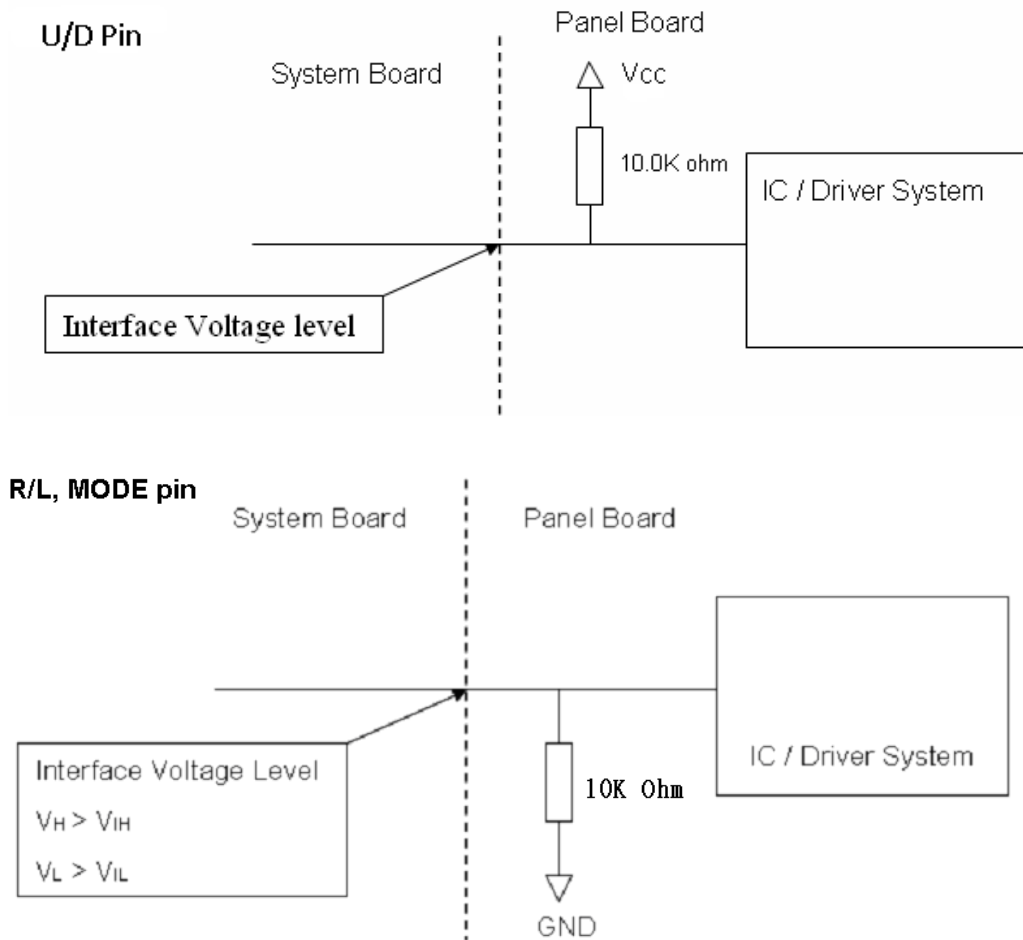 U/D Pin
Panel Board
System Board
Vcc
10.0K ohm
IC / Driver System
Interface Voltage level
R/L, MODE pin
System Board
Panel Board
Interface Voltage Level
VH > VIH
VL > VIL
10K Ohm
IC / Driver System
GND